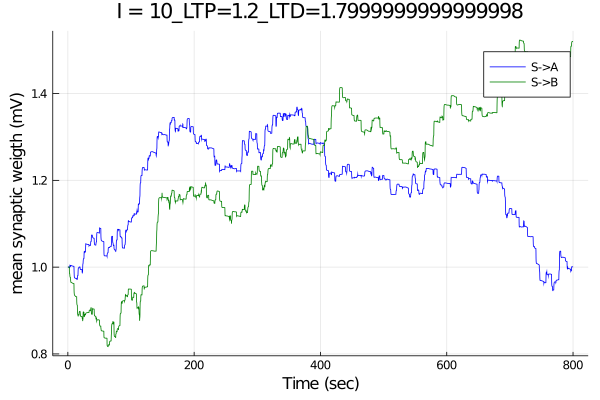 I = 10_LTP=1.2_LTD=1.7999999999999998
mean synaptic weigth (mV)
1.4
1.2
1.0
0.8
S->A
S->B
0
200
400
600
800
Time (sec)